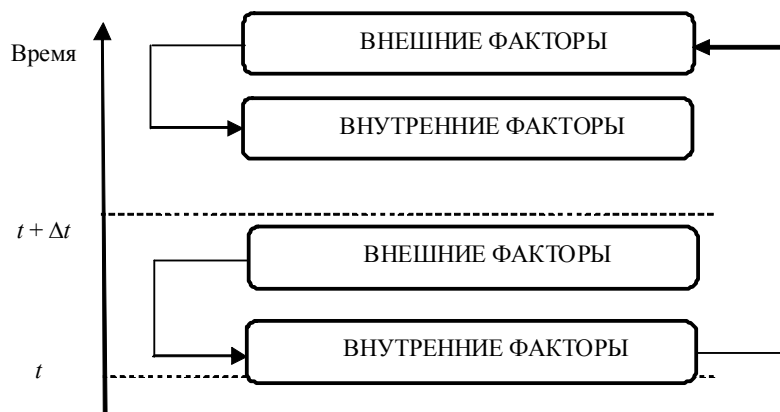 ВНЕШНИЕ ФАКТОРЫ
Время
ВНУТРЕННИЕ ФАКТОРЫ
t + Δt
ВНЕШНИЕ ФАКТОРЫ
ВНУТРЕННИЕ ФАКТОРЫ
t